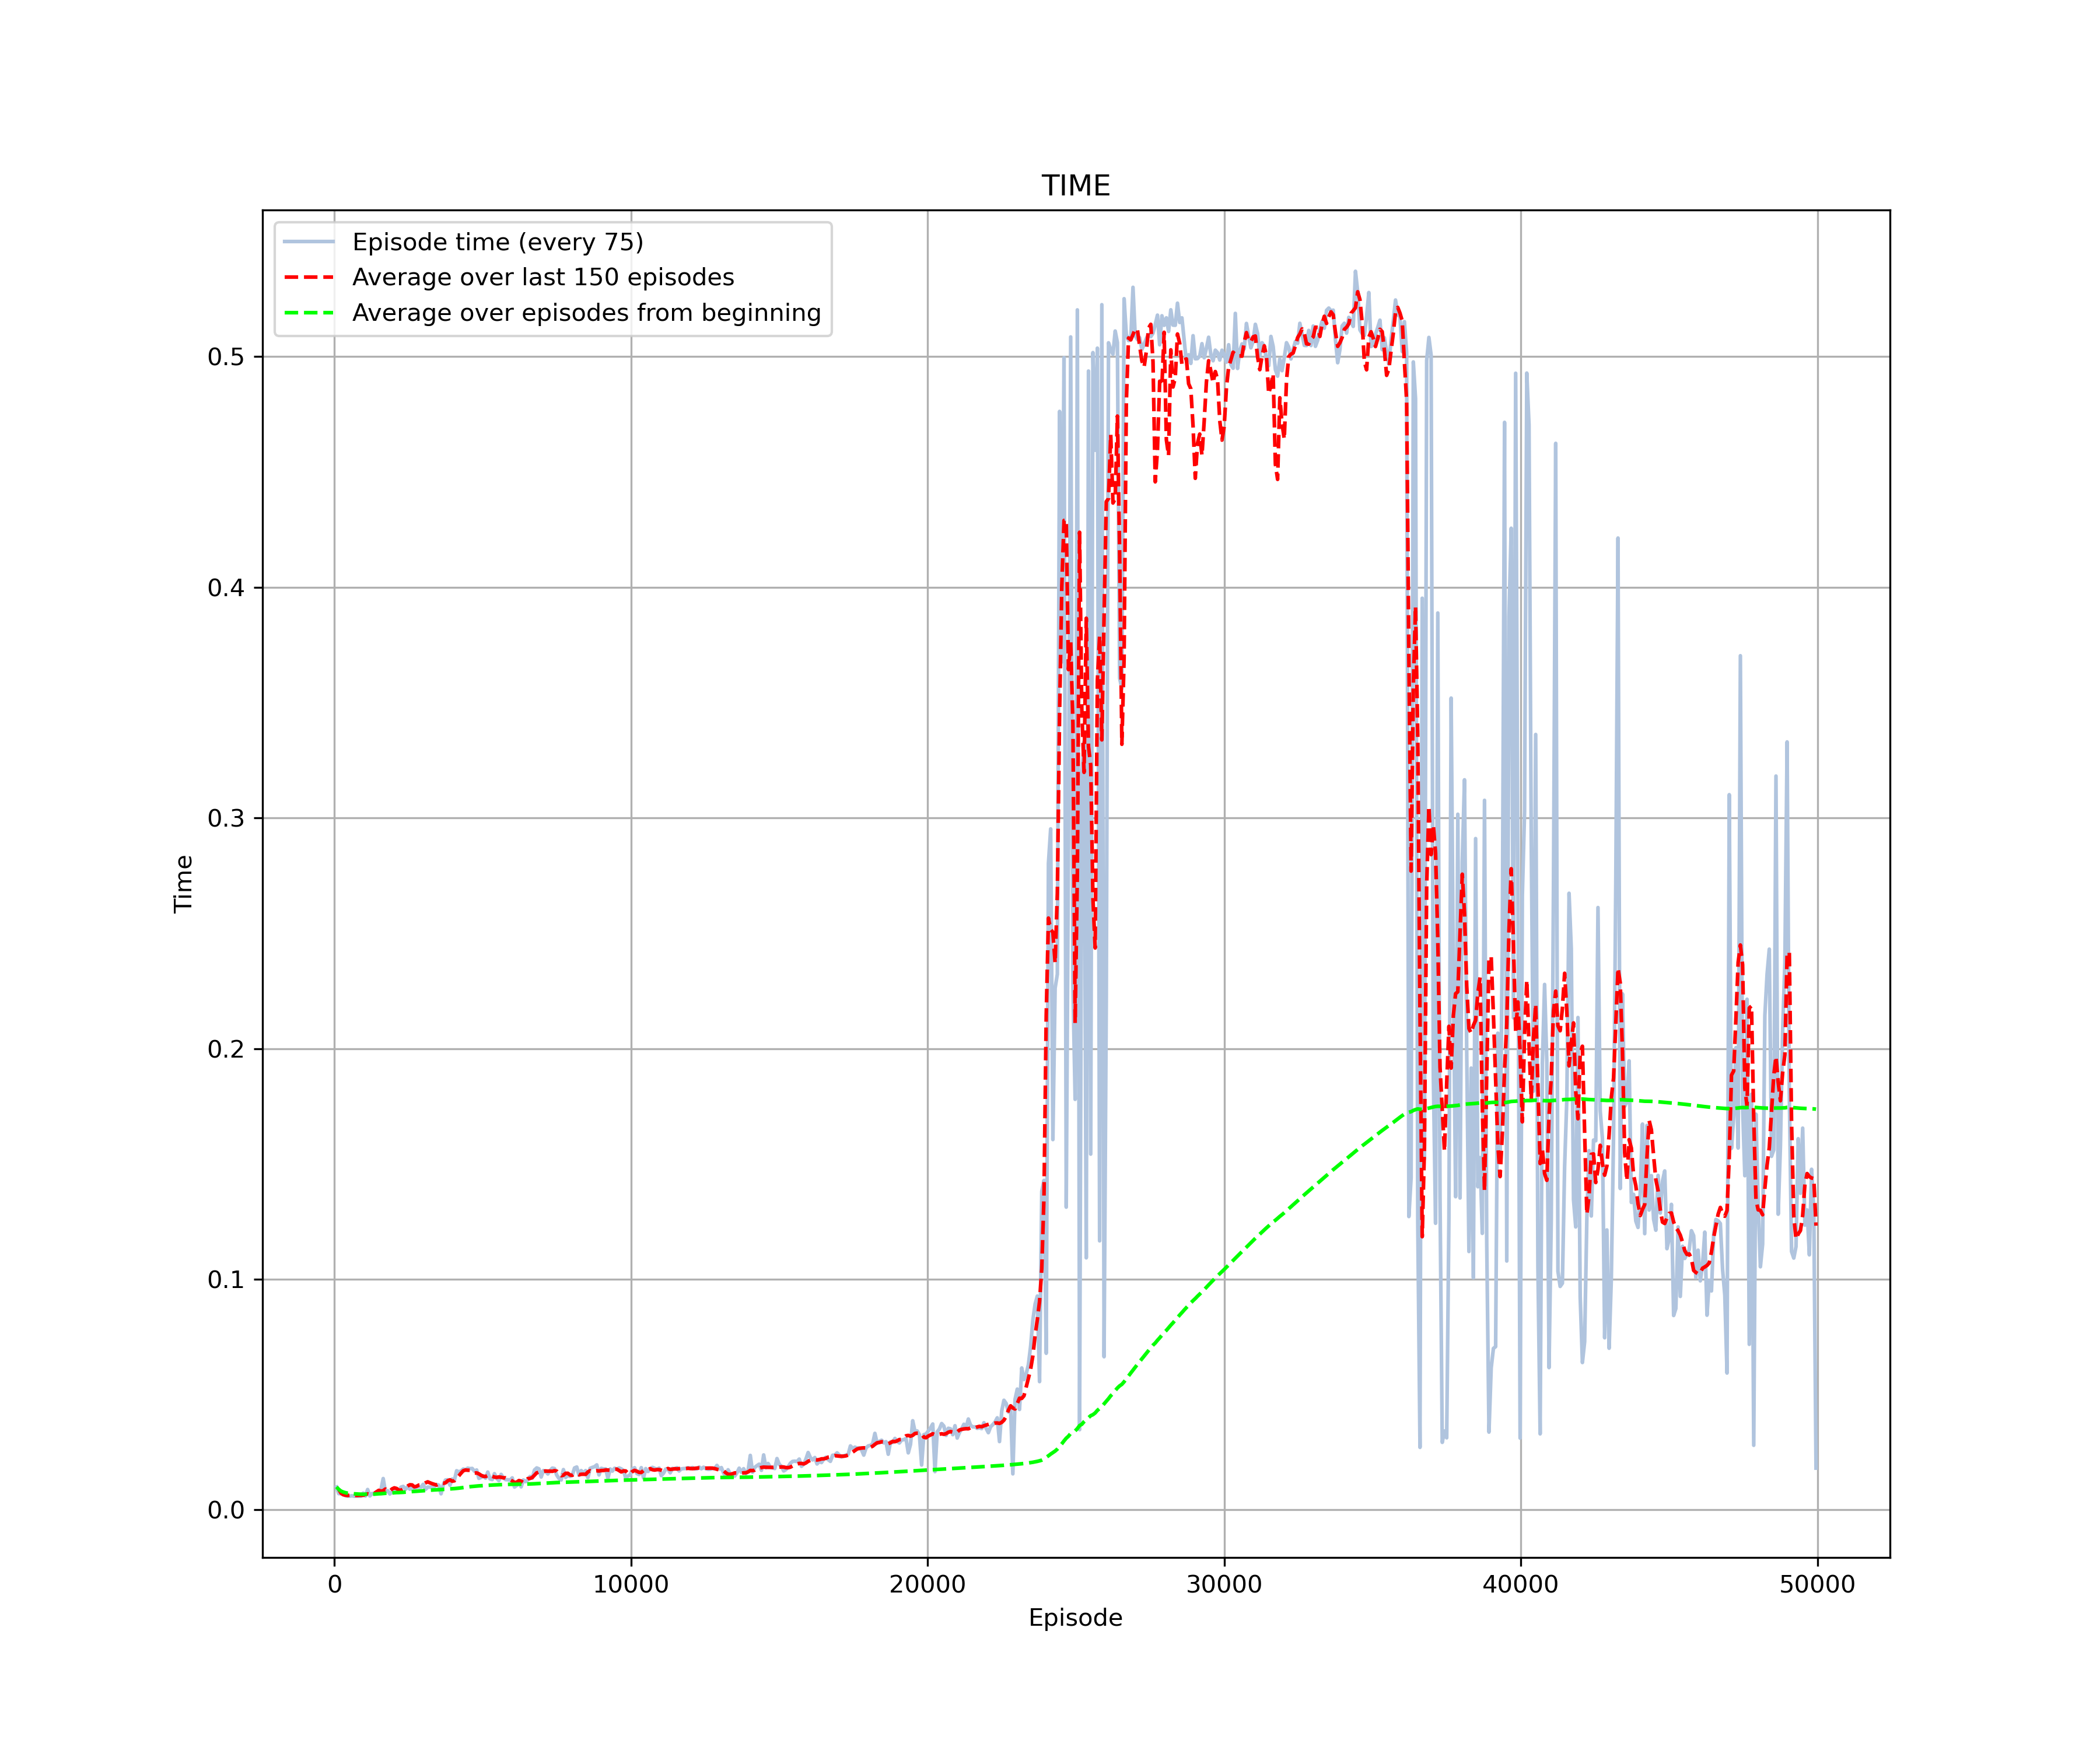 TIME
Episode time (every 75)
Average over last 150 episodes
Average over episodes from beginning
0.5
0.4
0.3
0.2
0.1
0.0
Time
0 10000 20000 30000 40000 50000
Episode